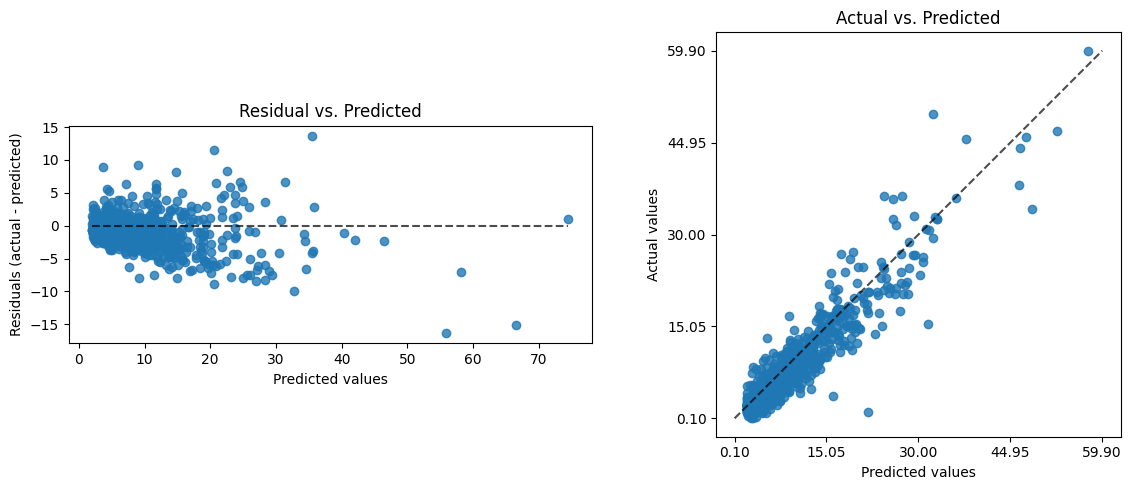 Residual vs. Predicted
Residuals (actual - predicted)
15
10
5
0
−5
−10
−15
0 10 20 30 40 50 60 70
Predicted values
Actual vs. Predicted
Actual values
59.90
44.95
30.00
15.05
0.10
0.10 15.05 30.00 44.95 59.90
Predicted values